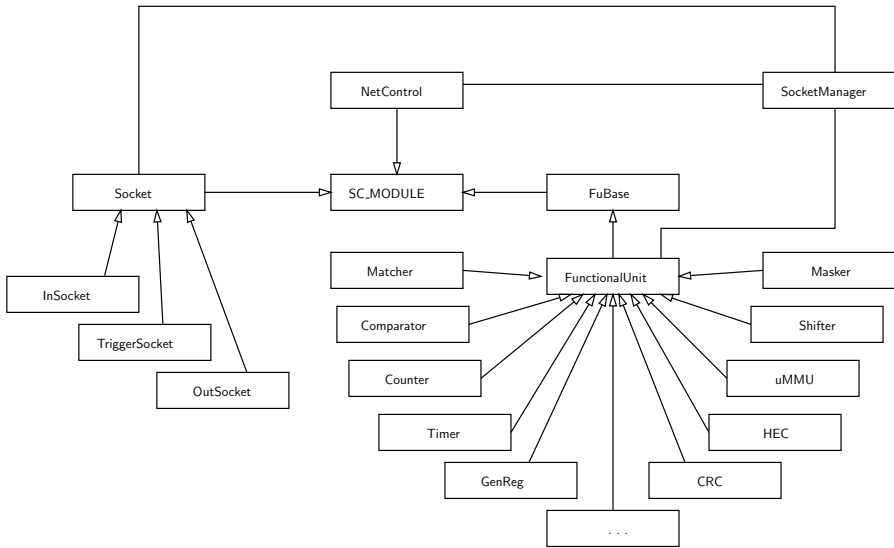 NetControl
SocketManager
Socket
SC_MODULE
FuBase
Matcher
FunctionalUnit
Masker
InSocket
Comparator
Shifter
TriggerSocket
Counter
uMMU
OutSocket
Timer
HEC
GenReg
CRC
. . .